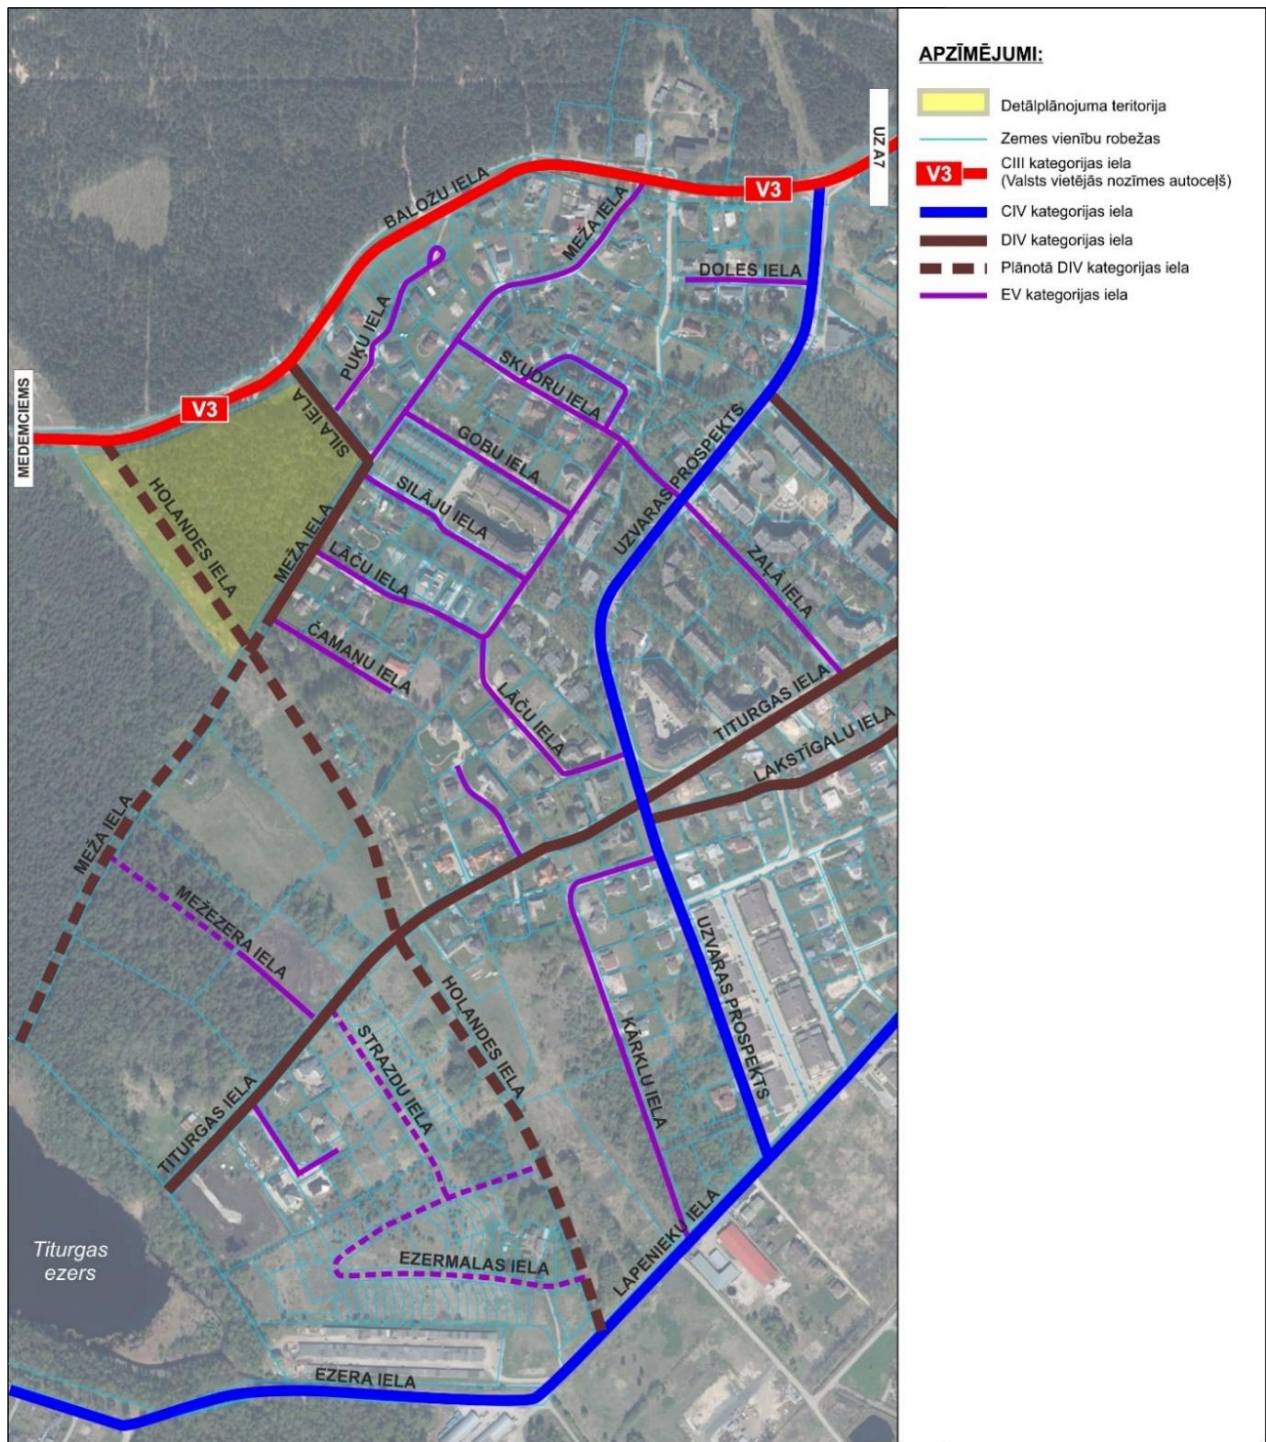 APZĪMĒJUMI:
Detālplānojuma teritorija
Zemes vienību robežas
V3
CIII kategorijas iela
(Valsts vietējās nozīmes autoceļš)
CIV kategorijas iela
DIV kategorijas iela
Plānotā DIV kategorijas iela
EV kategorijas iela
UZ A7
BALOŽU IELA
V3
MEŽA IELA
DOLES IELA
PUĶU IELA
SKUDRU IELA
MEDEMCIEMS
V3
SILA IELA
GOBU IELA
UZVARAS PROSPEKTS
HOLANDES IELA
SILĀJU IELA
MEŽA IELA
LĀČU IELA
ZAĻĀ IELA
ČAMAŅU IELA
LĀČU IELA
TITURGAS IELA
LAKSTĪGALU IELA
MEŽA IELA
MEŽEZERA IELA
UZVARAS PROSPEKTS
HOLANDES IELA
STRAZDU IELA
KĀRKLU IELA
TITURGAS IELA
LAPENIEKU IELA
Titurgas
ezers
EZERMALAS IELA
EZERA IELA